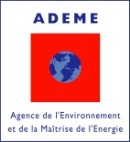 ADEME
Agence de l'Environnement
et de la Maîtrise de l'Energie